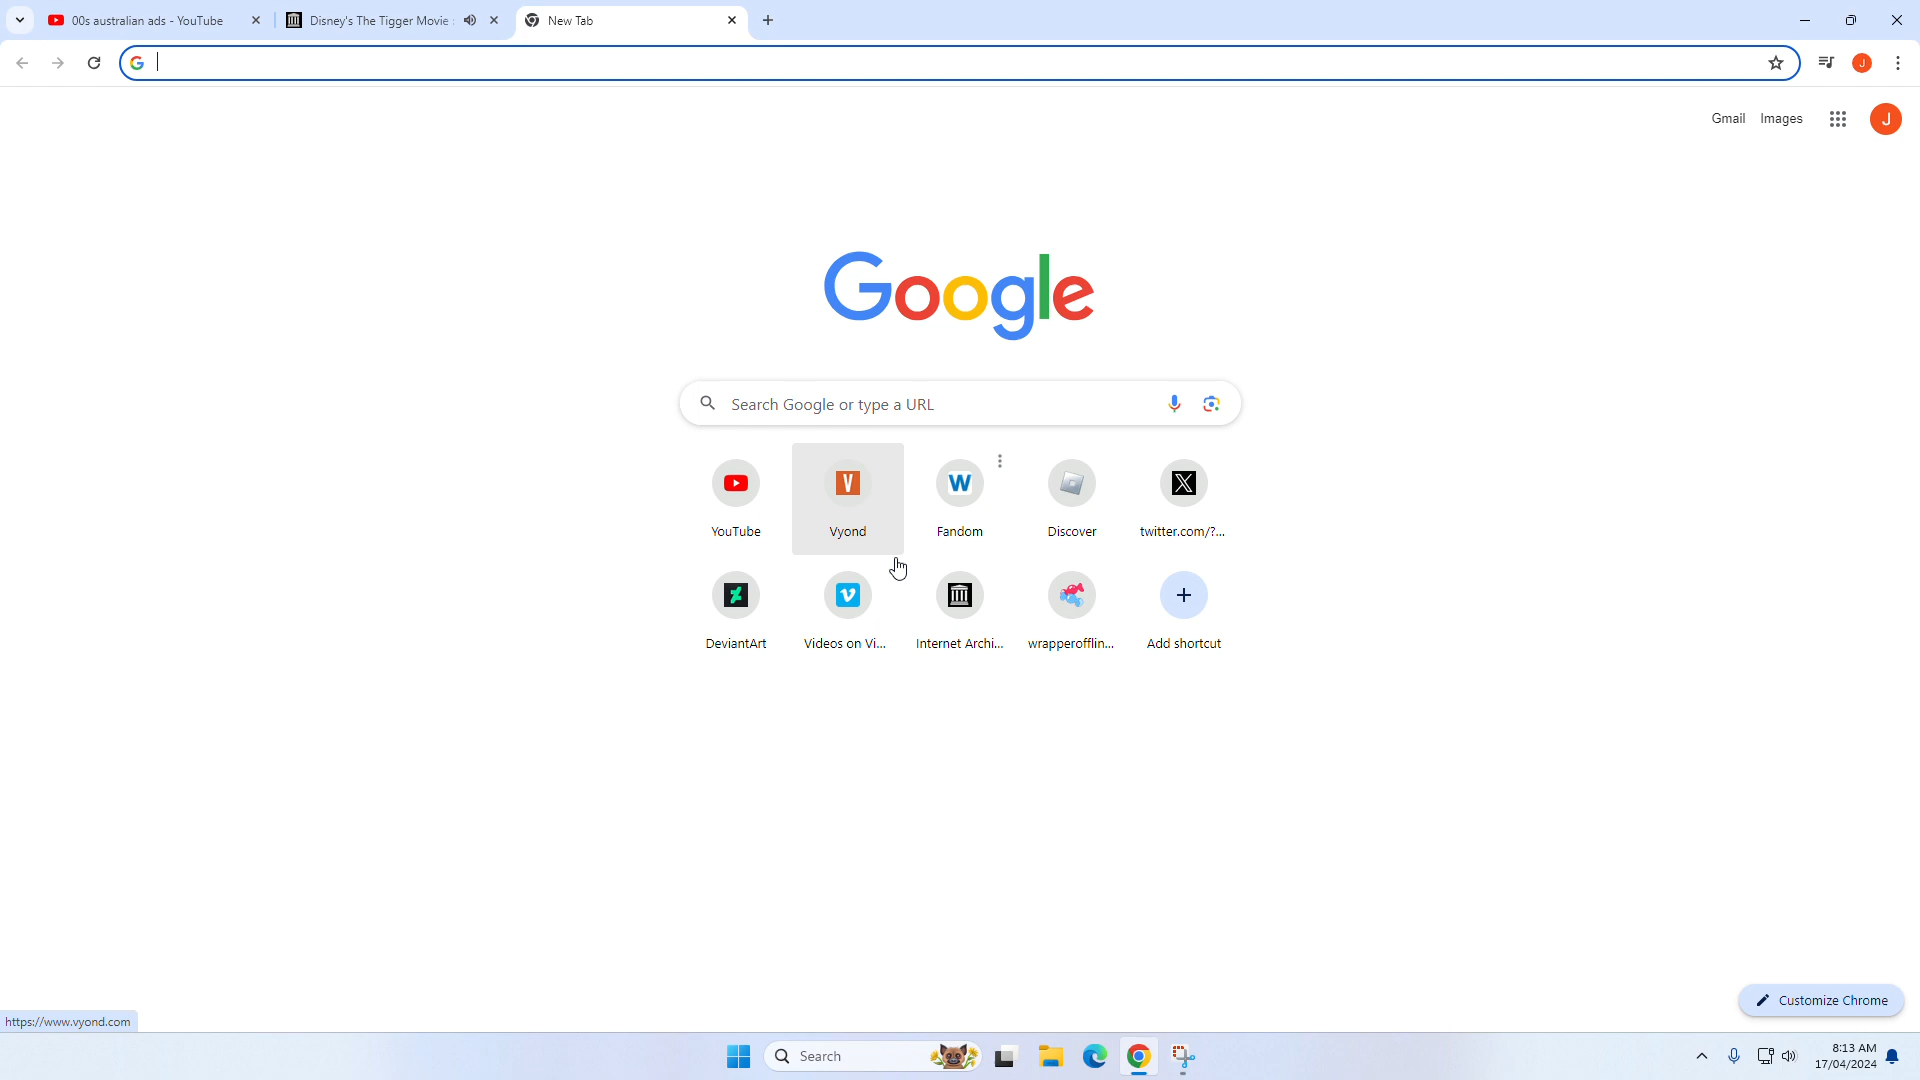 00s australian ads - YouTube
Disney's The Tigger Movie :
New Tab
J
Gmail Images
J
Google
Search Google or type a URL
YouTube
Vyond
Fandom
Discover
twitter.com/?...
DeviantArt
Videos on Vi...
Internet Archi...
wrapperofflin...
Add shortcut
Customize Chrome
https://www.vyond.com
Search
8:13 AM
17/04/2024